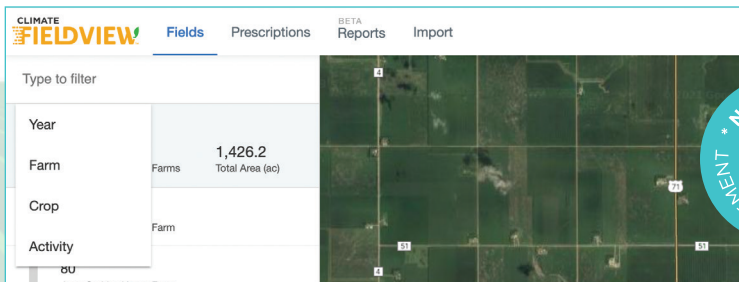 CLIMATE
FIELDVIEW
Fields
Prescriptions
BETA
Reports
Import
Type to filter
Year
Farm
Crop
Activity
1,426.2
Farms
Total Area (ac)
Farm
80
4
71
51
51
4
MENT * N